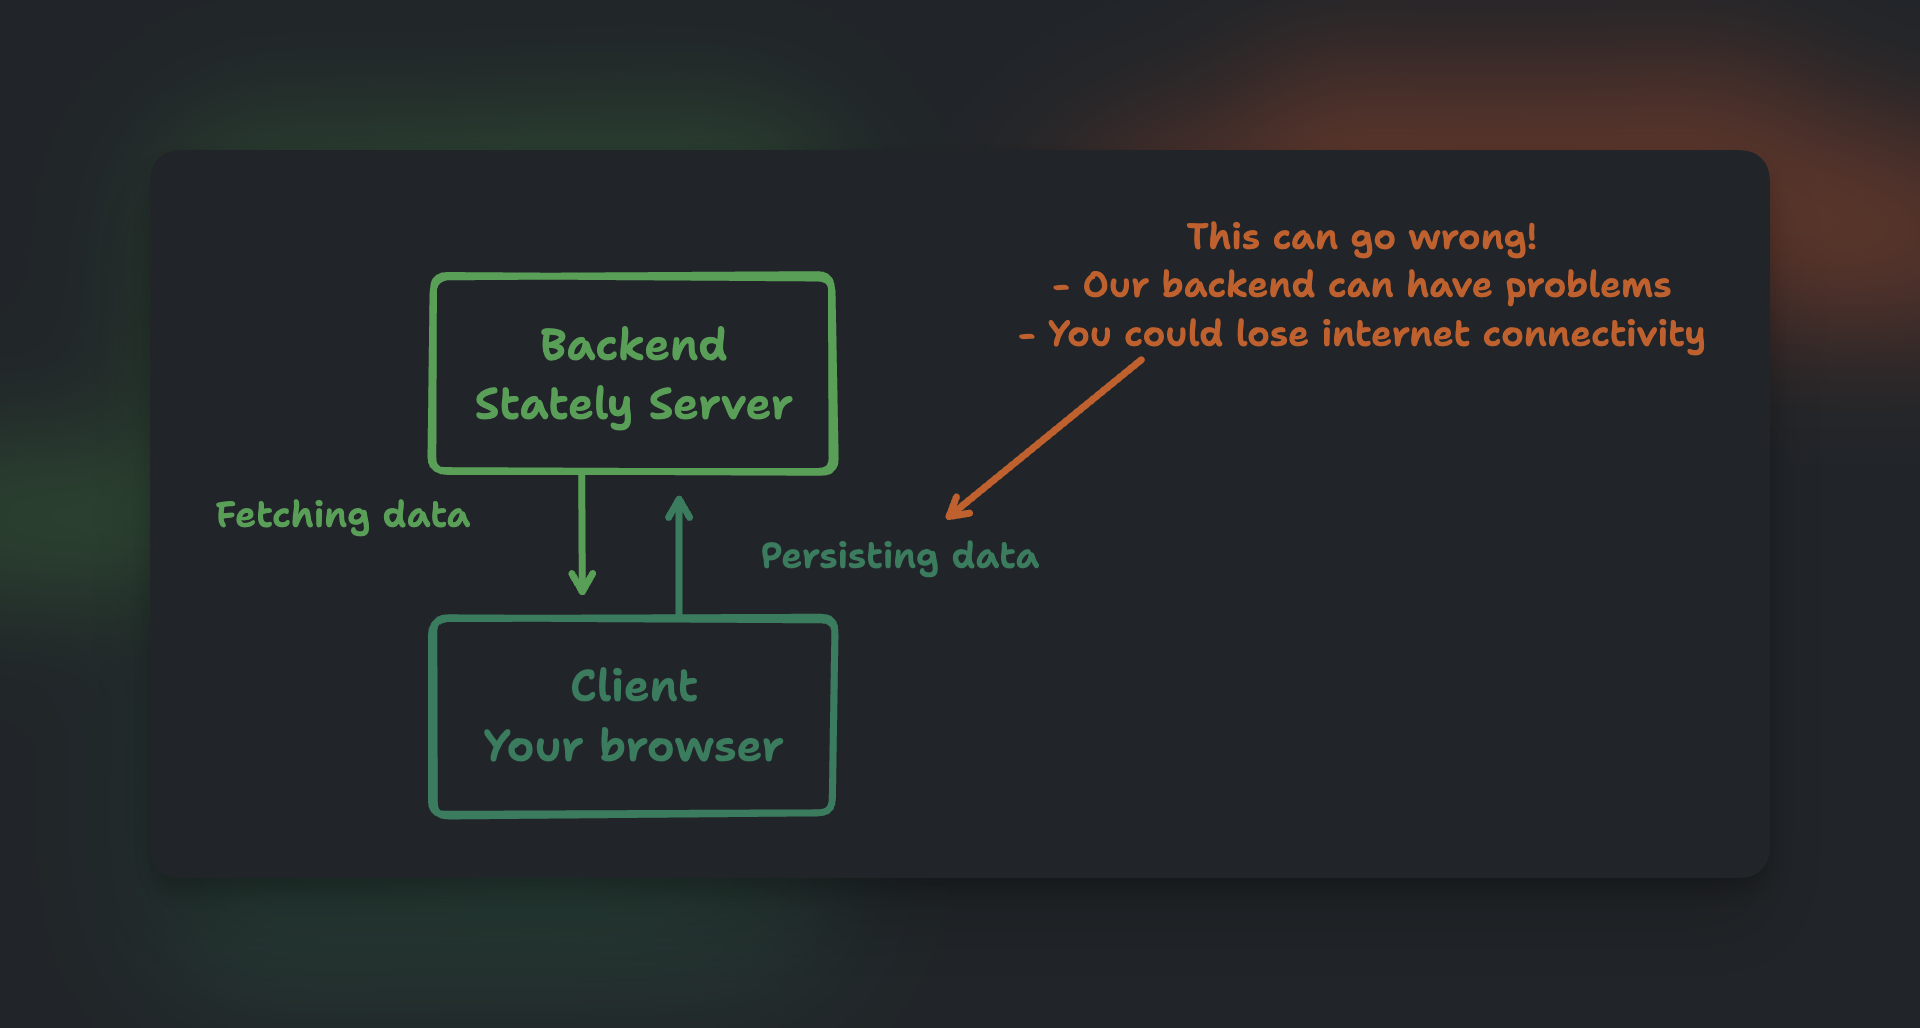 This can go wrong!
- Our backend can have problems
- You could lose internet connectivity
Backend
Stately Server
Fetching data
Persisting data
Client
Your browser